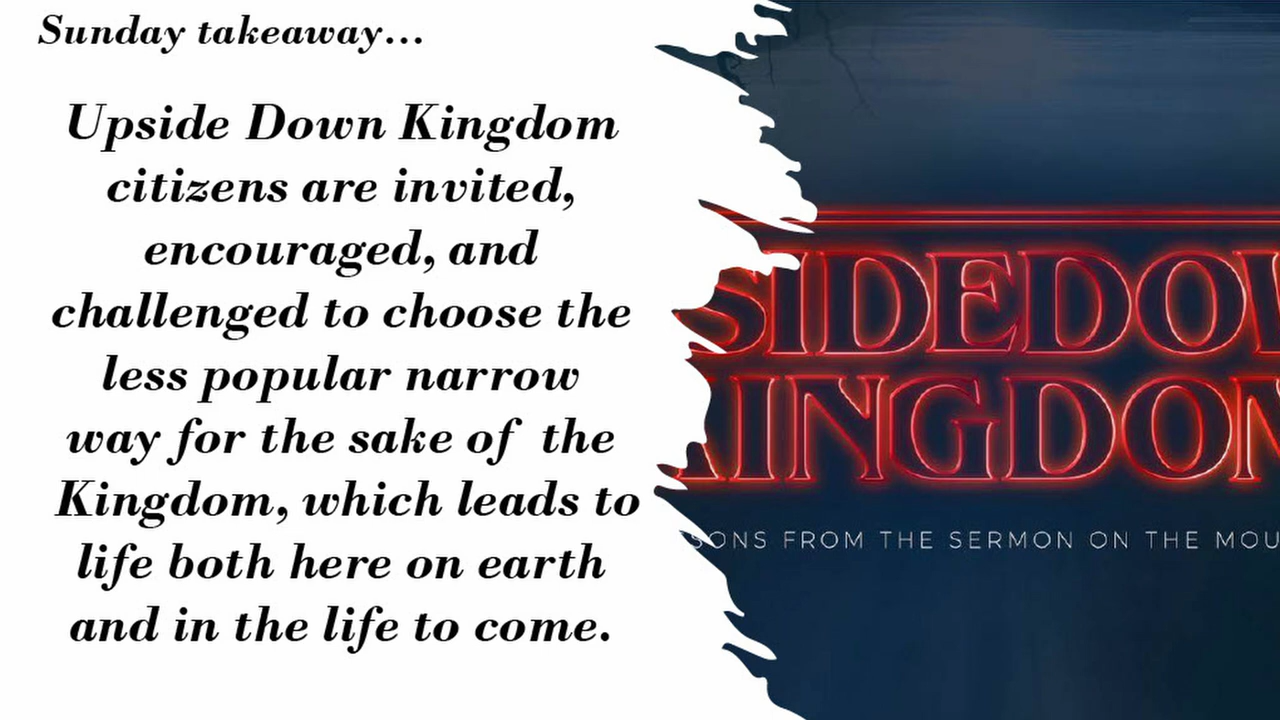 Sunday takeaway...
Upside Down Kingdom
citizens are invited,
encouraged, and
challenged to choose the
less popular narrow
way for the sake of the
Kingdom, which leads to
life both here on earth
and in the life to come.
SIDEDOW
KINGDOM
SONS FROM THE SERMON ON THE MOU